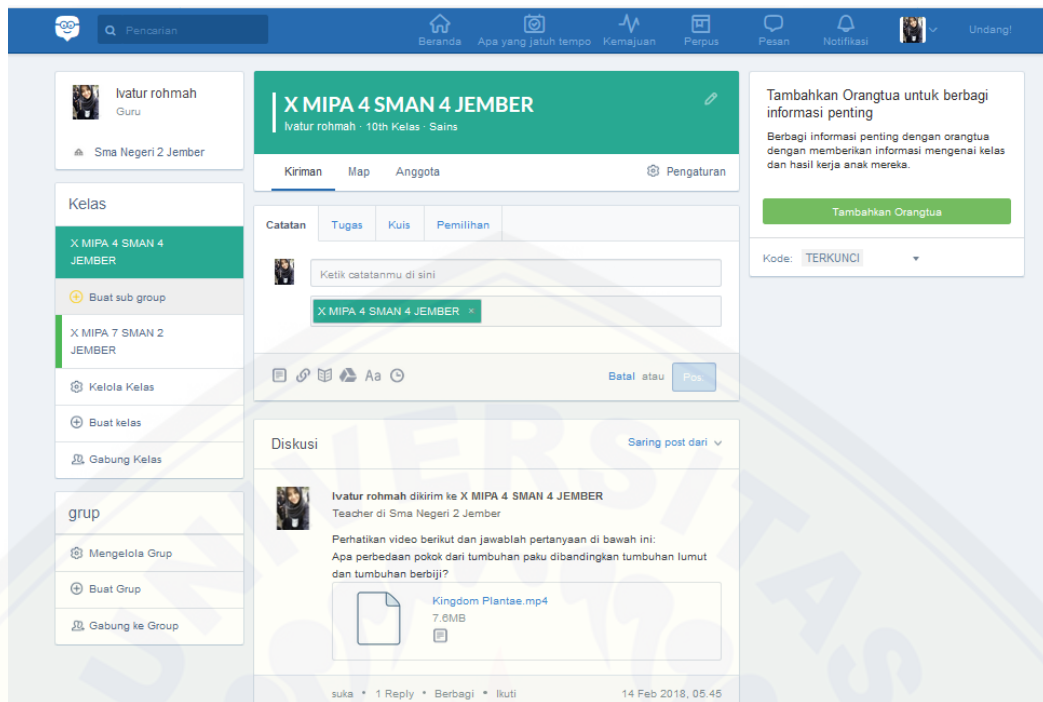 Pencarian
Beranda
Apa yang jatuh tempo
Kemajuan
Perpus
Pesan
Notifikasi
Undang!
Ivatur rohmah
Guru
Sma Negeri 2 Jember
Kelas
X MIPA 4 SMAN 4
JEMBER
Buat sub group
X MIPA 7 SMAN 2
JEMBER
Kelola Kelas
Buat kelas
Gabung Kelas
grup
Mengelola Grup
Buat Grup
Gabung ke Group
X MIPA 4 SMAN 4 JEMBER
Ivatur rohmah · 10th Kelas · Sains
Kiriman
Map
Anggota
Pengaturan
Catatan
Tugas
Kuis
Pemilihan
Ketik catatanmu di sini
X MIPA 4 SMAN 4 JEMBER ×
Aa
Batal atau
Pos
Diskusi
Saring post dari
Ivatur rohmah dikirim ke X MIPA 4 SMAN 4 JEMBER
Teacher di Sma Negeri 2 Jember
Perhatikan video berikut dan jawablah pertanyaan di bawah ini:
Apa perbedaan pokok dari tumbuhan paku dibandingkan tumbuhan lumut
dan tumbuhan berbiji?
Kingdom Plantae.mp4
7.6MB
suka • 1 Reply • Berbagi • Ikuti
14 Feb 2018, 05.45
Tambahkan Orangtua untuk berbagi
informasi penting
Berbagi informasi penting dengan orangtua
dengan memberikan informasi mengenai kelas
dan hasil kerja anak mereka.
Tambahkan Orangtua
Kode: TERKUNCI
UNIVERSITAS